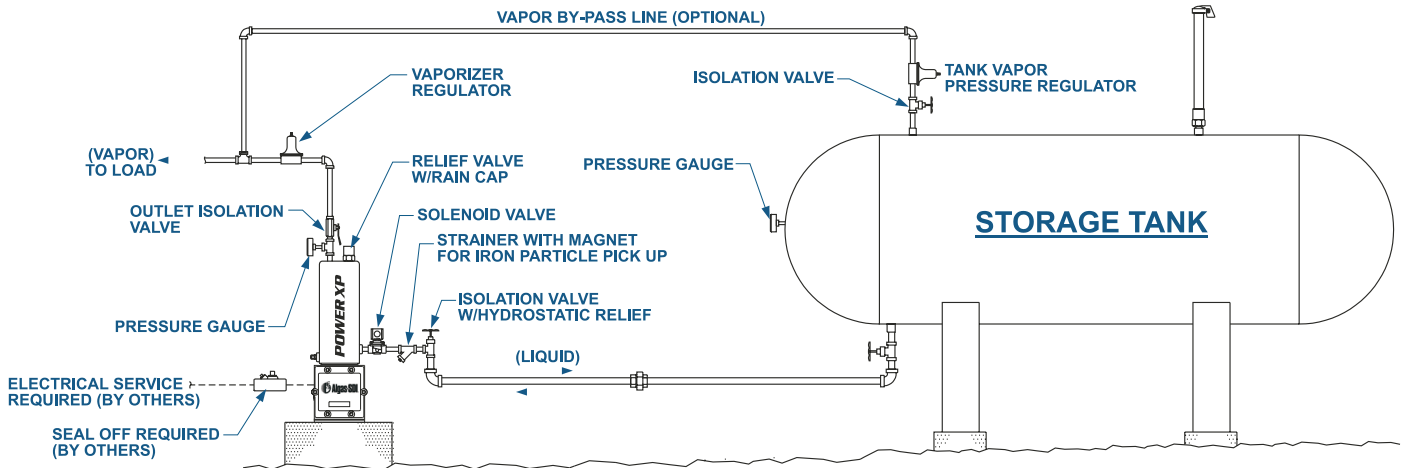 VAPOR BY-PASS LINE (OPTIONAL)
VAPORIZER
REGULATOR
ISOLATION VALVE
TANK VAPOR
PRESSURE REGULATOR
(VAPOR)
TO LOAD
RELIEF VALVE
W/RAIN CAP
PRESSURE GAUGE
OUTLET ISOLATION
VALVE
SOLENOID VALVE
STORAGE TANK
STRAINER WITH MAGNET
FOR IRON PARTICLE PICK UP
POWER XP
ISOLATION VALVE
W/HYDROSTATIC RELIEF
PRESSURE GAUGE
(LIQUID)
ELECTRICAL SERVICE
REQUIRED (BY OTHERS)
Algas SDI
SEAL OFF REQUIRED
(BY OTHERS)